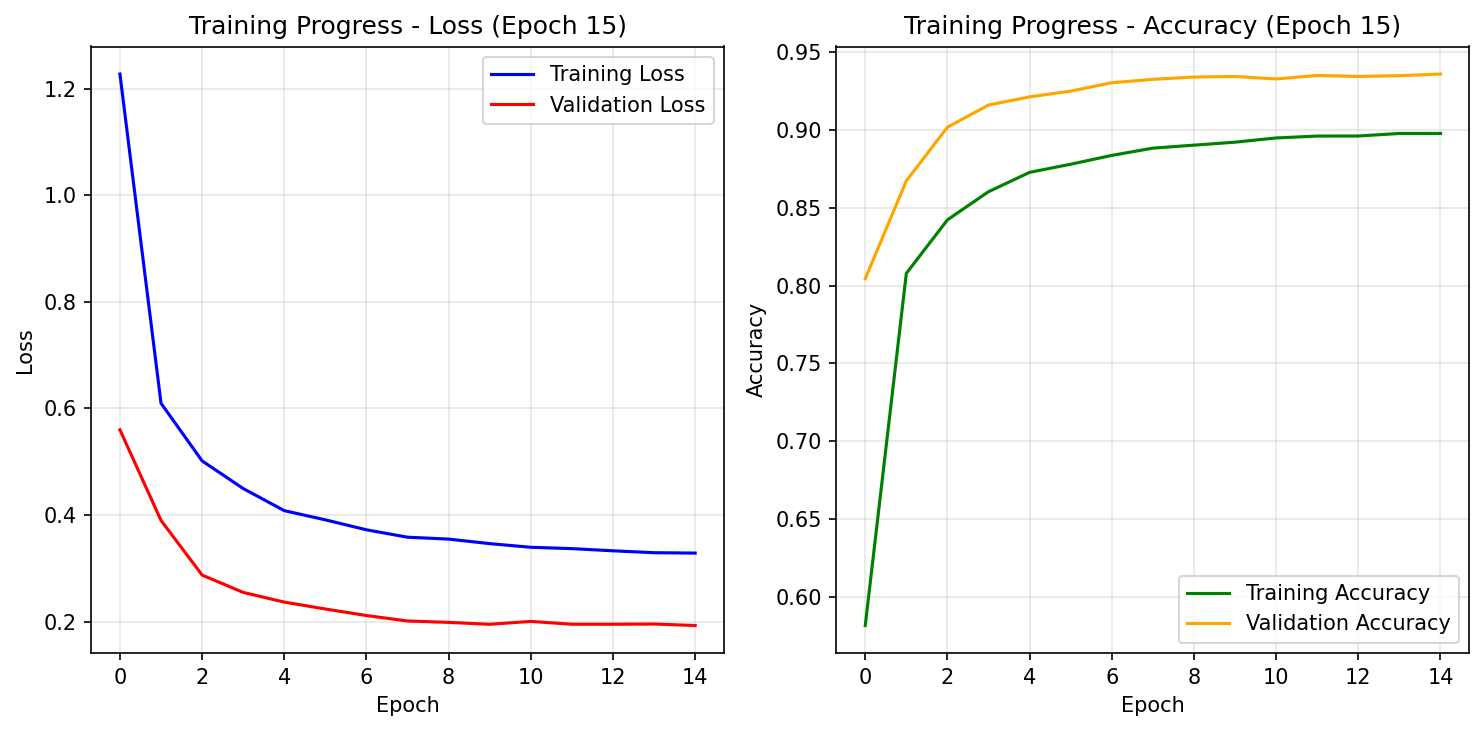 Training Progress - Loss (Epoch 15)
1.2
1.0
0.8
0.6
0.4
0.2
Loss
0 2 4 6 8 10 12 14
Epoch
Training Loss
Validation Loss
Training Progress - Accuracy (Epoch 15)
0.95
0.90
0.85
0.80
0.75
0.70
0.65
0.60
Accuracy
0 2 4 6 8 10 12 14
Epoch
Training Accuracy
Validation Accuracy